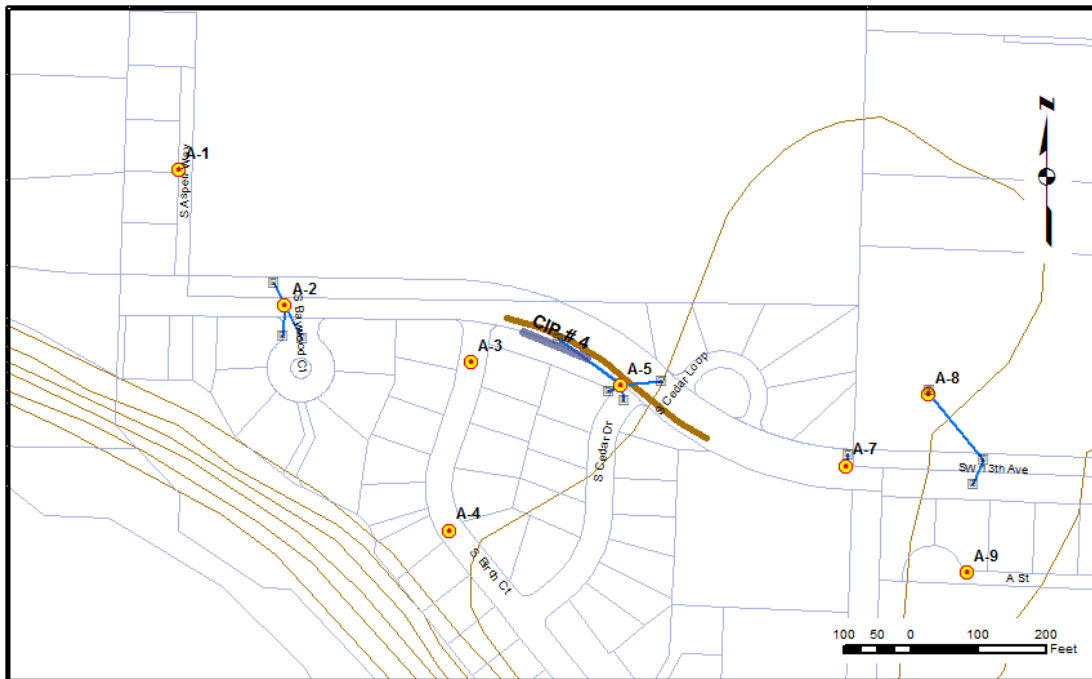 Z
A-1
S Aspen Way
A-2
S Baywood Ct
CIP # 4
A-3
A-5
S Cedar Loop
A-8
S Cedar Dr
A-7
SW 13th Ave
A-4
S Birch Ct
A-9
A St
100 50 0 100 200
Feet